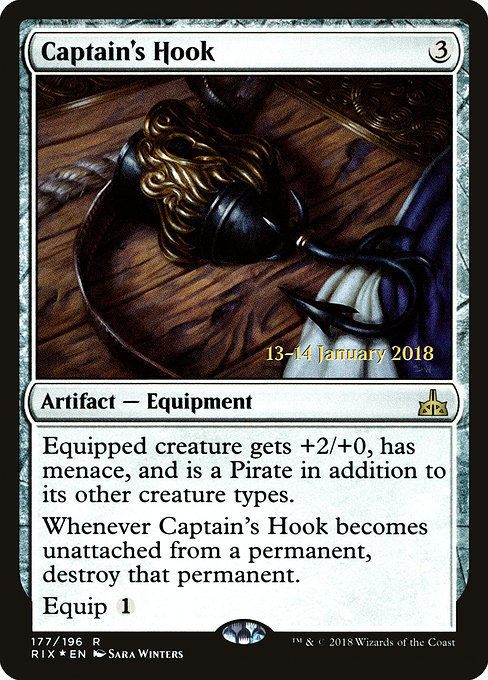 Captain's Hook 3
13–14 January 2018
Artifact — Equipment
Equipped creature gets +2/+0, has
menace, and is a Pirate in addition to
its other creature types.
Whenever Captain's Hook becomes
unattached from a permanent,
destroy that permanent.
Equip 1
177/196 R
RIX★EN Sara Winters
™ & © 2018 Wizards of the Coast